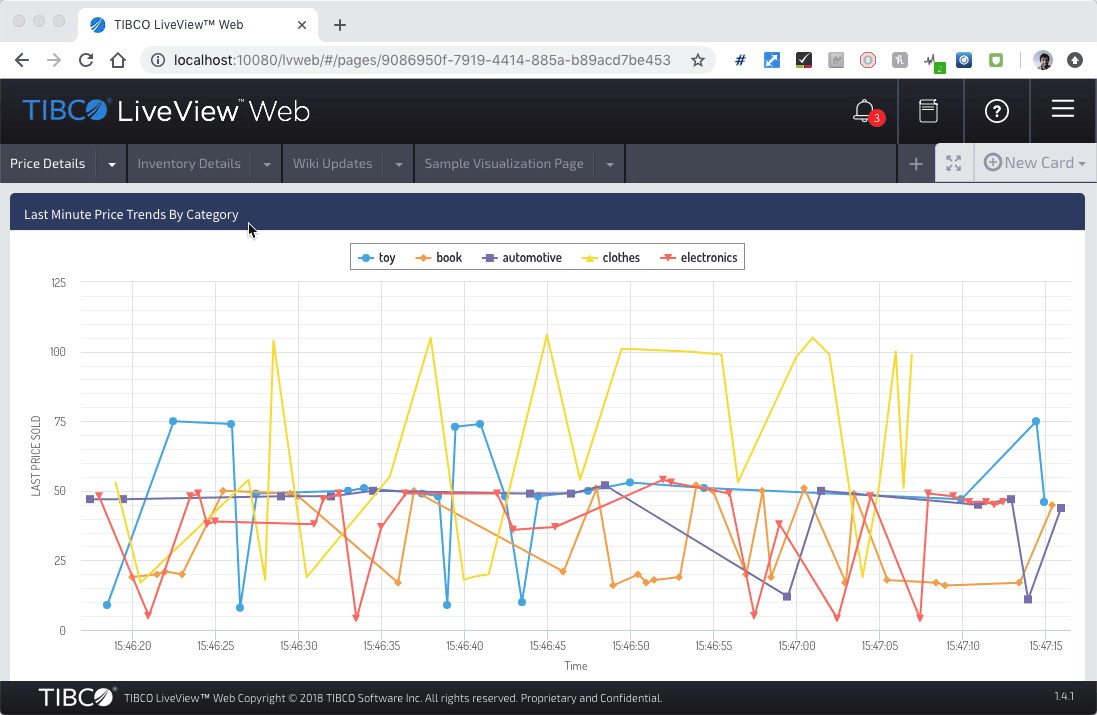 TIBCO LiveView™ Web
localhost:10080/lvweb/#/pages/9086950f-7919-4414-885a-b89acd7be453
#
2
TIBCO® LiveView™ Web
3
?
Price Details
Inventory Details
Wiki Updates
Sample Visualization Page
New Card
Last Minute Price Trends By Category
toy book automotive clothes electronics
125
100
75
50
25
0
LAST PRICE SOLD
15:46:20 15:46:25 15:46:30 15:46:35 15:46:40 15:46:45 15:46:50 15:46:55 15:47:00 15:47:05 15:47:10 15:47:15
Time
TIBCO® TIBCO LiveView™ Web Copyright © 2018 TIBCO Software Inc. All rights reserved. Proprietary and Confidential.
1.4.1